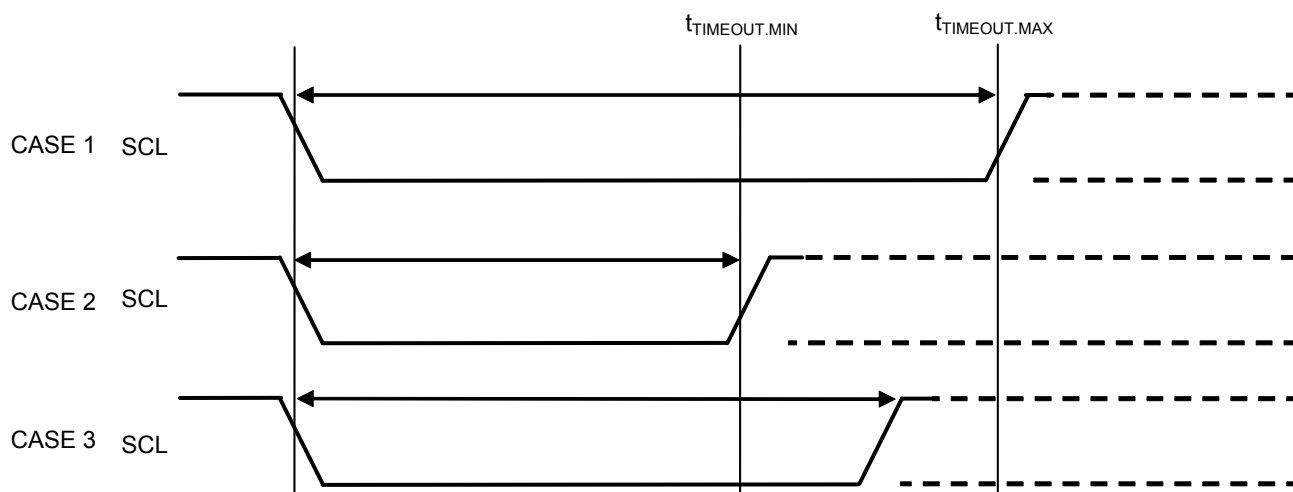 tTIMEOUT.MIN tTIMEOUT.MAX
CASE 1 SCL
CASE 2 SCL
CASE 3 SCL